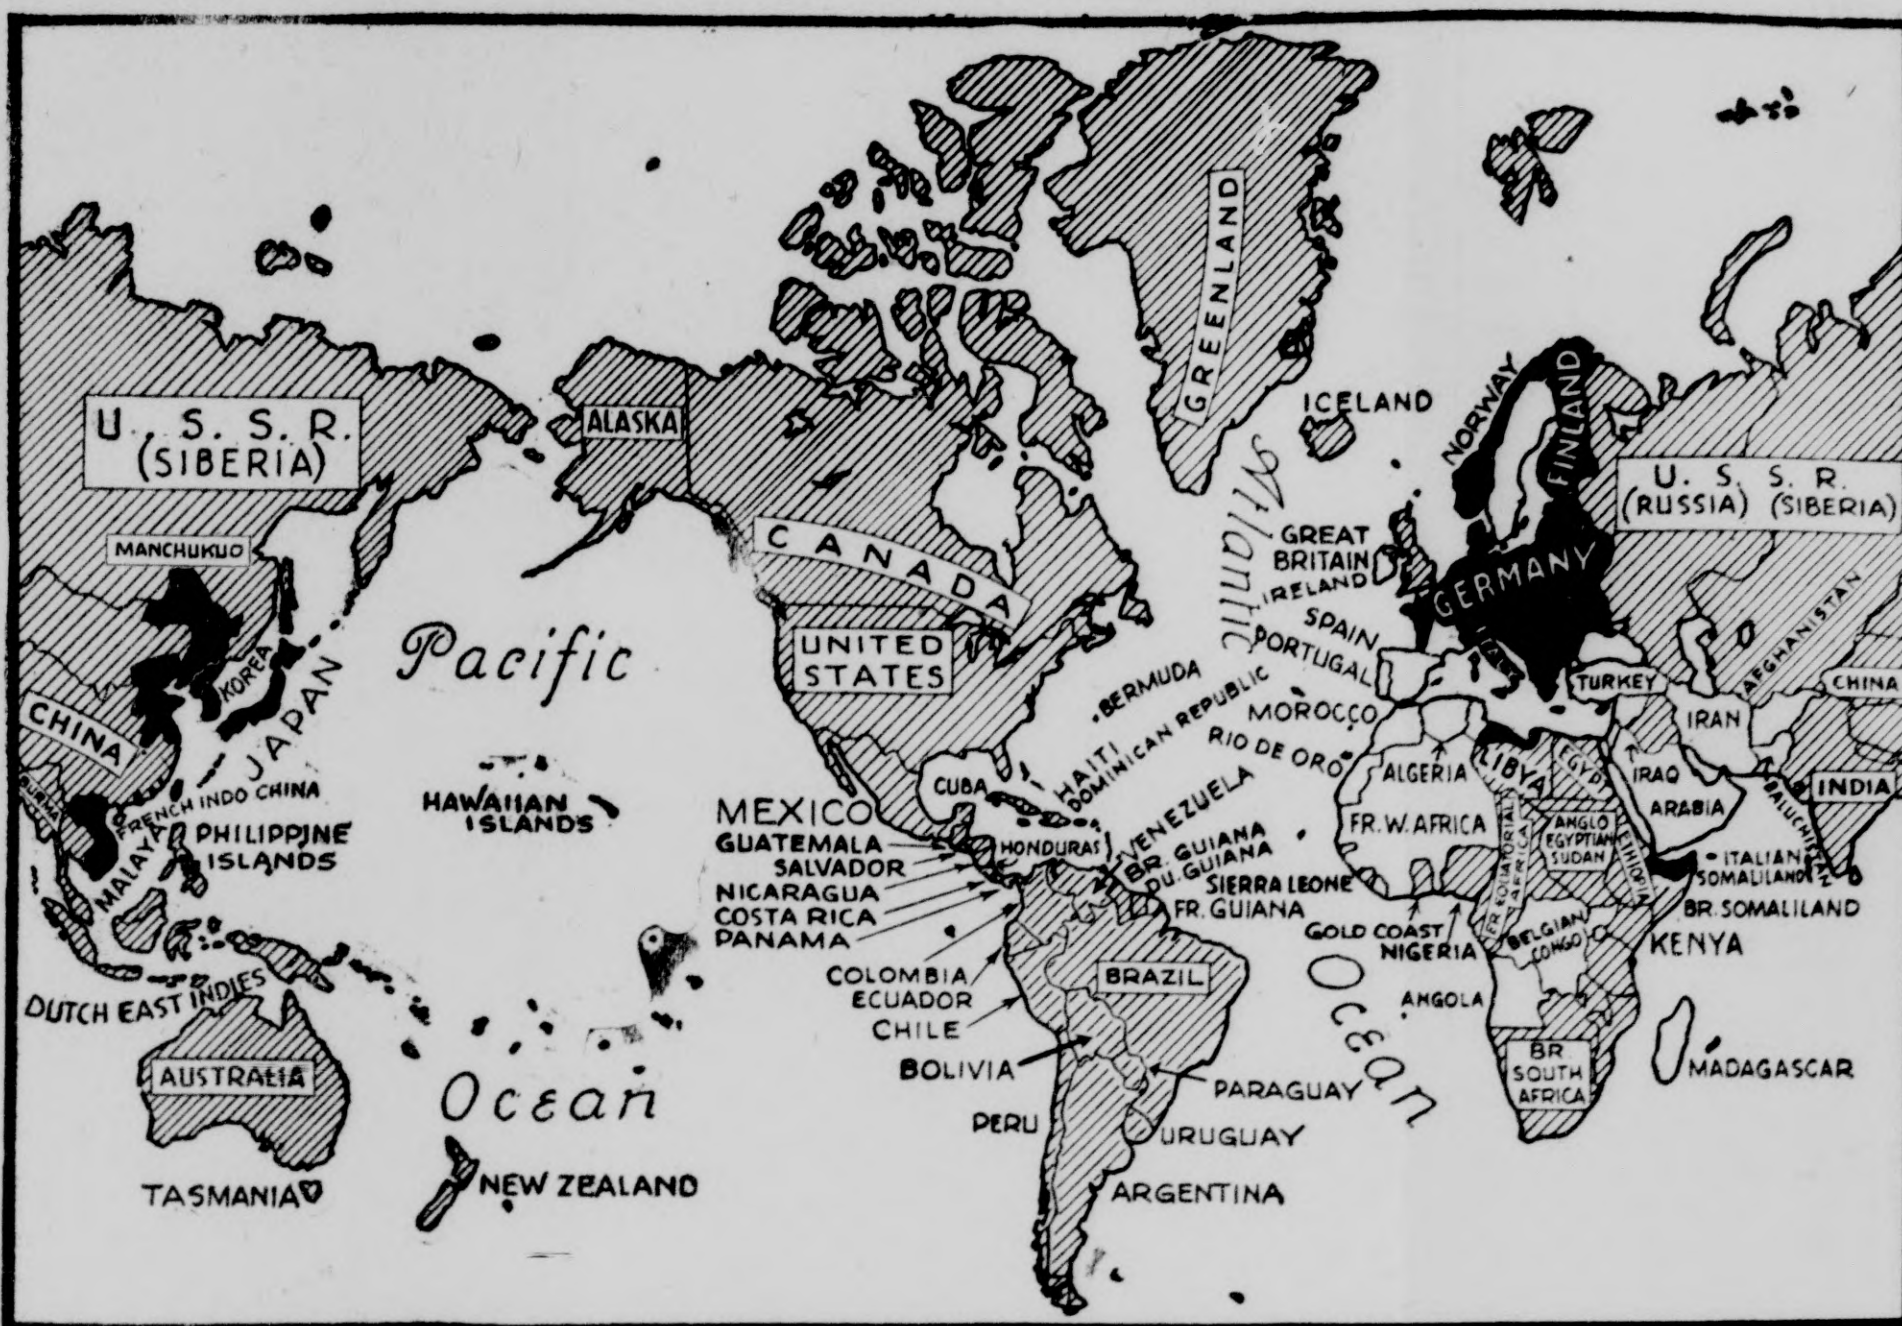 GREENLAND
ICELAND
NORWAY
FINLAND
U. S. S. R.
(SIBERIA)
ALASKA
U. S. S. R.
(RUSSIA) (SIBERIA)
MANCHUKUO
CANADA
GREAT
BRITAIN
IRELAND
GERMANY
ITALY
AFGHANISTAN
Atlantic
SPAIN
PORTUGAL
Pacific
UNITED
STATES
KOREA
JAPAN
CHINA
BERMUDA
TURKEY
CHINA
MOROCCO
IRAN
RIO DE ORO
HAITI
DOMINICAN REPUBLIC
CUBA
ALGERIA
LIBYA
EGYPT
IRAQ
ARABIA
BALUCHISTAN
INDIA
BURMA
FRENCH INDO CHINA
HAWAIIAN
ISLANDS
MEXICO
PHILIPPINE
ISLANDS
MALAYA
GUATEMALA
HONDURAS
SALVADOR
NICARAGUA
COSTA RICA
PANAMA
VENEZUELA
BR. GUIANA
DU. GUIANA
FR. GUIANA
FR. W. AFRICA
FR. EQUATORIAL
AFRICA
ANGLO
EGYPTIAN
SUDAN
ETHIOPIA
SIERRA LEONE
ITALIAN
SOMALILAND
BR. SOMALILAND
GOLD COAST
NIGERIA
BELGIAN
CONGO
KENYA
COLOMBIA
ECUADOR
CHILE
BRAZIL
ANGOLA
DUTCH EAST INDIES
AUSTRALIA
Ocean
Ocean
BOLIVIA
PARAGUAY
BR.
SOUTH
AFRICA
MADAGASCAR
PERU
URUGUAY
TASMANIA
NEW ZEALAND
ARGENTINA